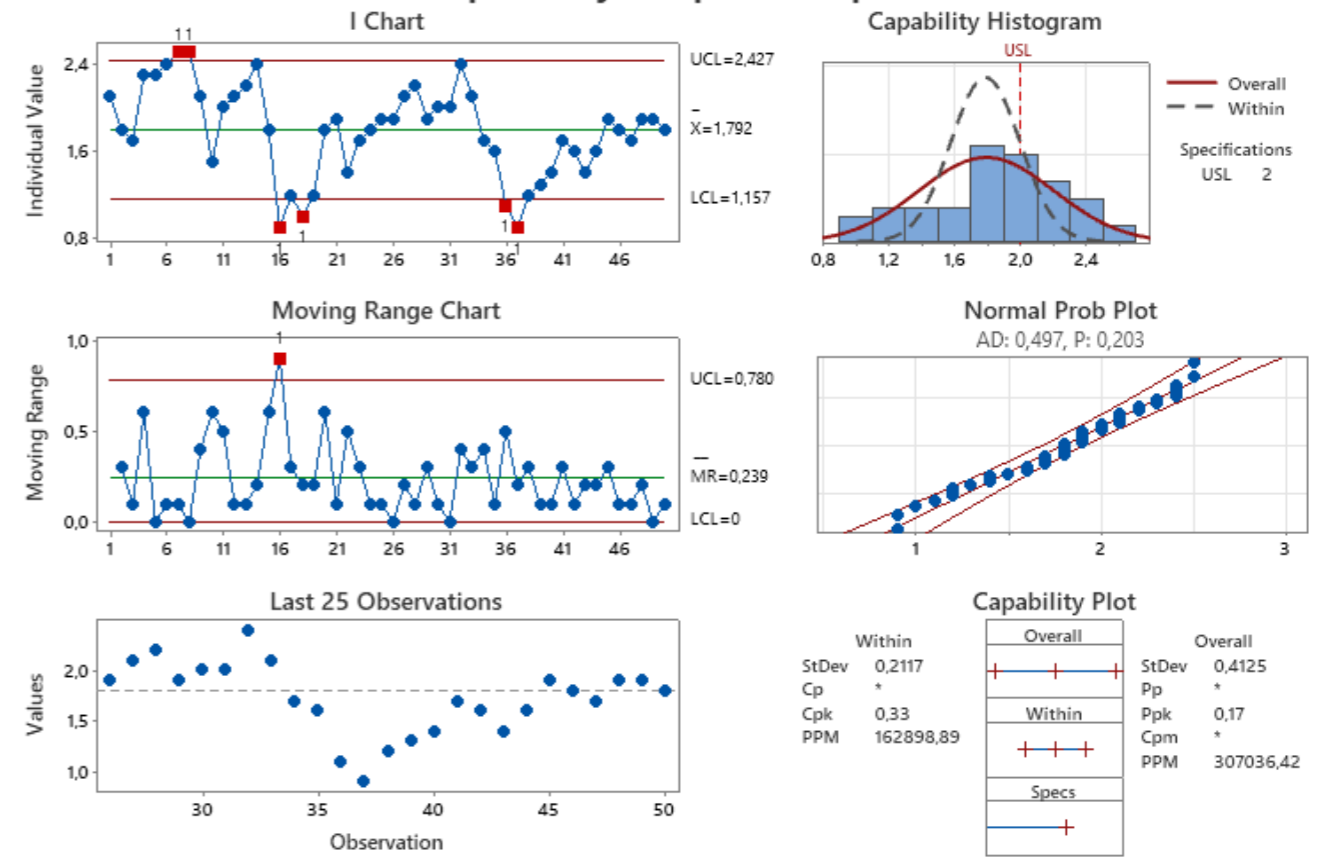 I Chart
Individual Value
2,4
1,6
0,8
11
1
1
1
1
UCL=2,427
X=1,792
LCL=1,157
1 6 11 16 21 26 31 36 41 46
Capability Histogram
USL
Overall
Within
Specifications
USL 2
0,8 1,2 1,6 2,0 2,4
Moving Range Chart
Moving Range
1,0
0,5
0,0
1
UCL=0,780
MR=0,239
LCL=0
1 6 11 16 21 26 31 36 41 46
Normal Prob Plot
AD: 0,497, P: 0,203
1 2 3
Last 25 Observations
Values
2,0
1,5
1,0
30 35 40 45 50
Observation
Capability Plot
Within
StDev 0,2117
Cp *
Cpk 0,33
PPM 162898,89
Overall
Within
Specs
Overall
StDev 0,4125
Pp *
Ppk 0,17
Cpm *
PPM 307036,42